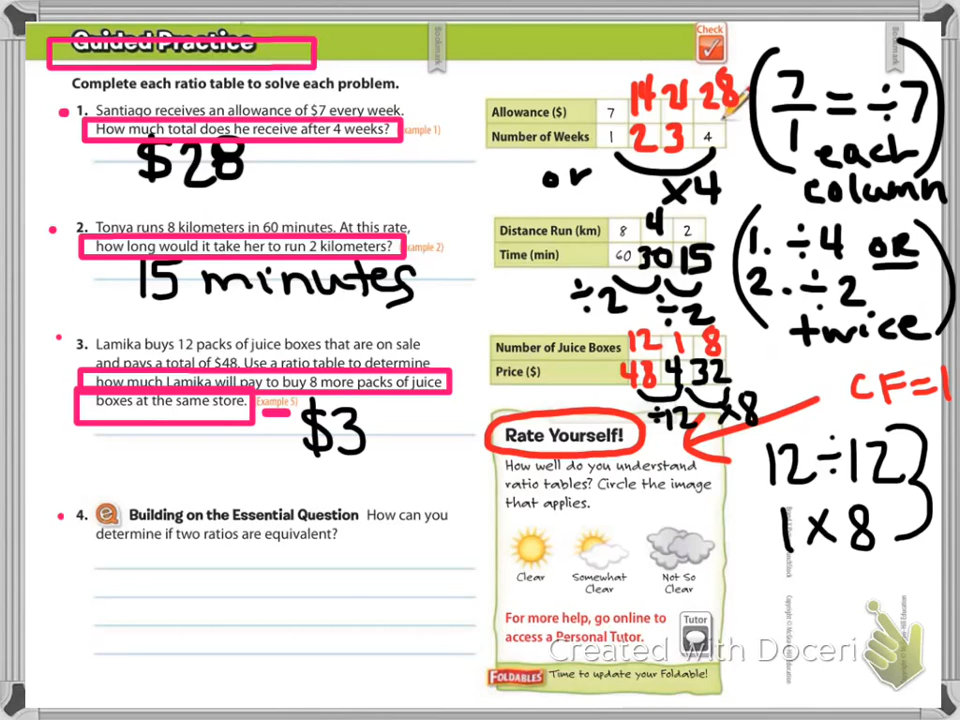 Guided Practice
Check
Bookmark
Bookmark
Complete each ratio table to solve each problem.
1. Santiago receives an allowance of $7 every week.
How much total does he receive after 4 weeks?
ample 1)
$28
14 21 28
Allowance ($) 7
Number of Weeks 1 2 3 4
or
x4
7/1 = ÷7
each
column
2. Tonya runs 8 kilometers in 60 minutes. At this rate,
how long would it take her to run 2 kilometers?
xample 2)
15 minutes
Distance Run (km) 8 4 2
Time (min) 60 30 15
÷2 ÷2
(1. ÷4 OR
2. ÷2
twice)
3. Lamika buys 12 packs of juice boxes that are on sale
and pays a total of $48. Use a ratio table to determine
how much Lamika will pay to buy 8 more packs of juice
boxes at the same store. (Example 5)
$3
Number of Juice Boxes 12 1 8
Price ($) 48 4 32
÷12 x8
CF=1
12÷12
1x8
Rate Yourself!
How well do you understand
ratio tables? Circle the image
that applies.
Clear
Somewhat
Clear
Not So
Clear
For more help, go online to
access a Personal Tutor.
Tutor
FOLDABLES Time to update your Foldable!
4. Building on the Essential Question How can you
determine if two ratios are equivalent?
Created With Doceri